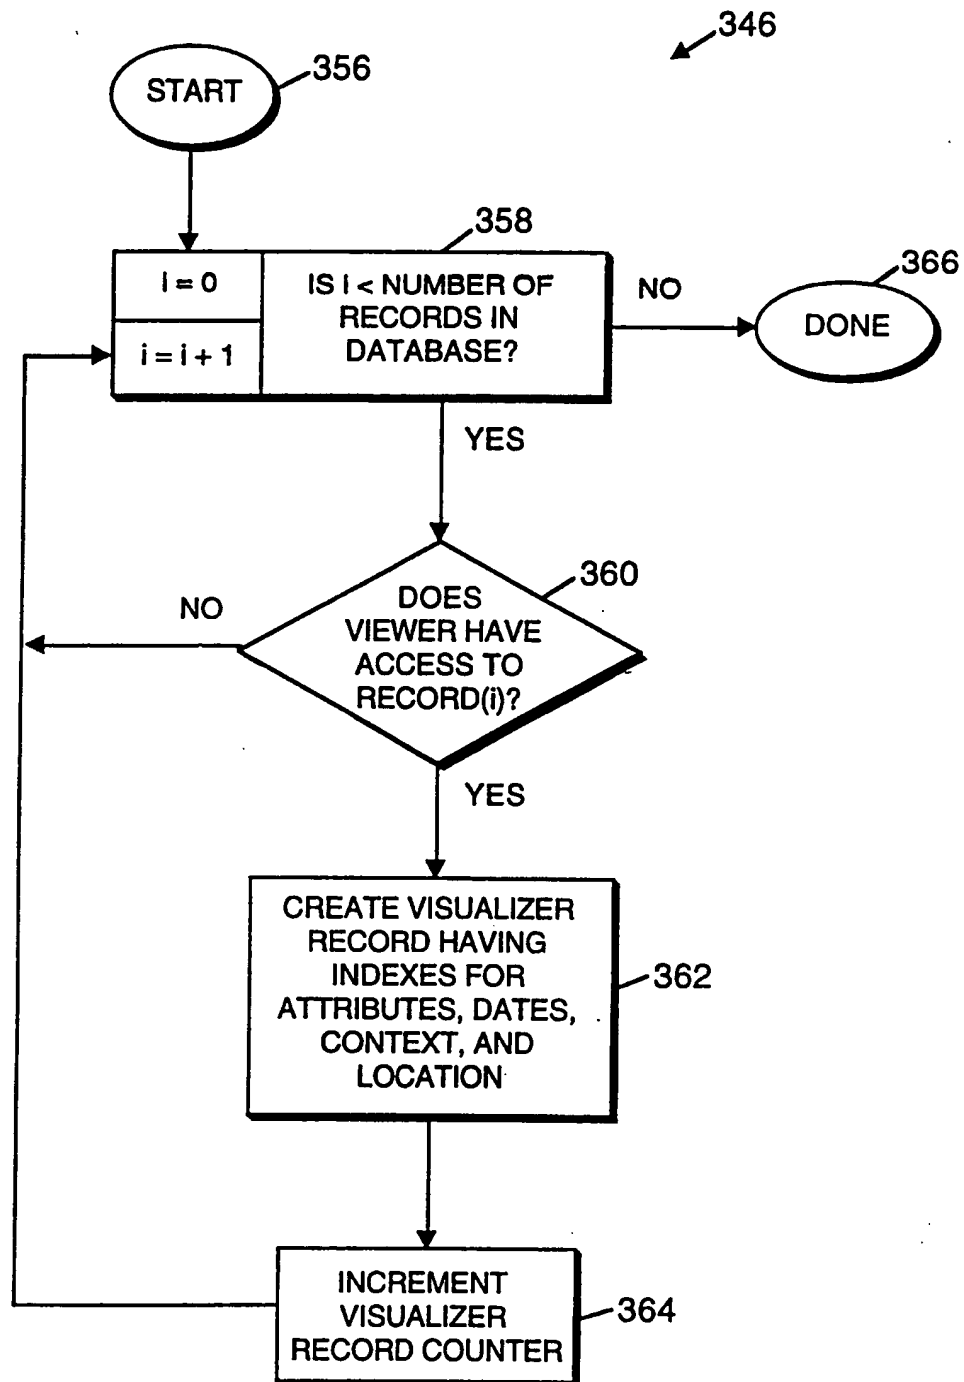 346
START
356
358
i = 0
i = i + 1
IS I < NUMBER OF
RECORDS IN
DATABASE?
NO
366
DONE
YES
360
DOES
VIEWER HAVE
ACCESS TO
RECORD(i)?
NO
YES
CREATE VISUALIZER
RECORD HAVING
INDEXES FOR
ATTRIBUTES, DATES,
CONTEXT, AND
LOCATION
362
INCREMENT
VISUALIZER
RECORD COUNTER
364